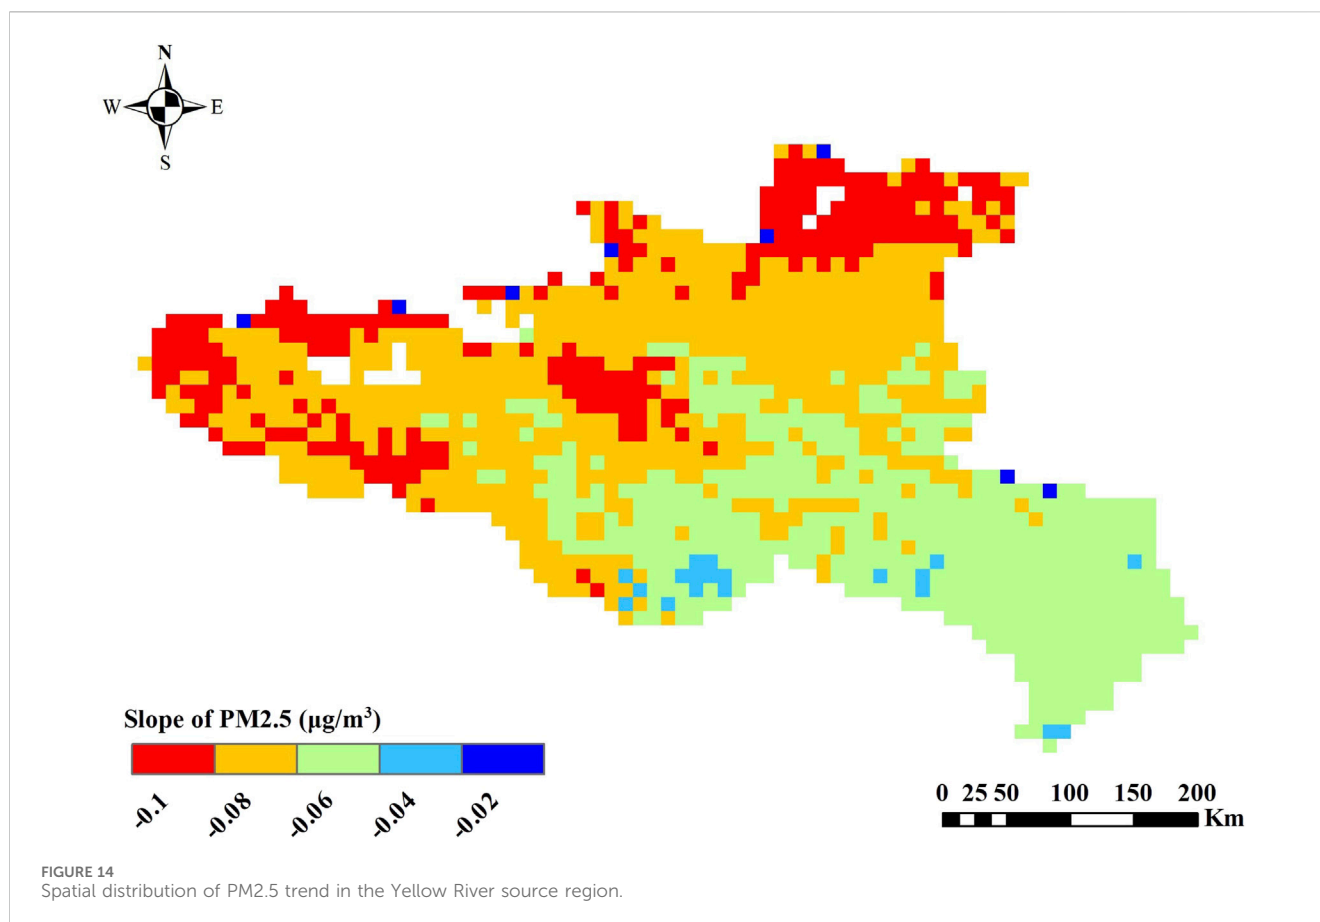 N
W E
S
Slope of PM2.5 (µg/m³)
-0.1 -0.08 -0.06 -0.04 -0.02
0 25 50 100 150 200
Km
FIGURE 14
Spatial distribution of PM2.5 trend in the Yellow River source region.